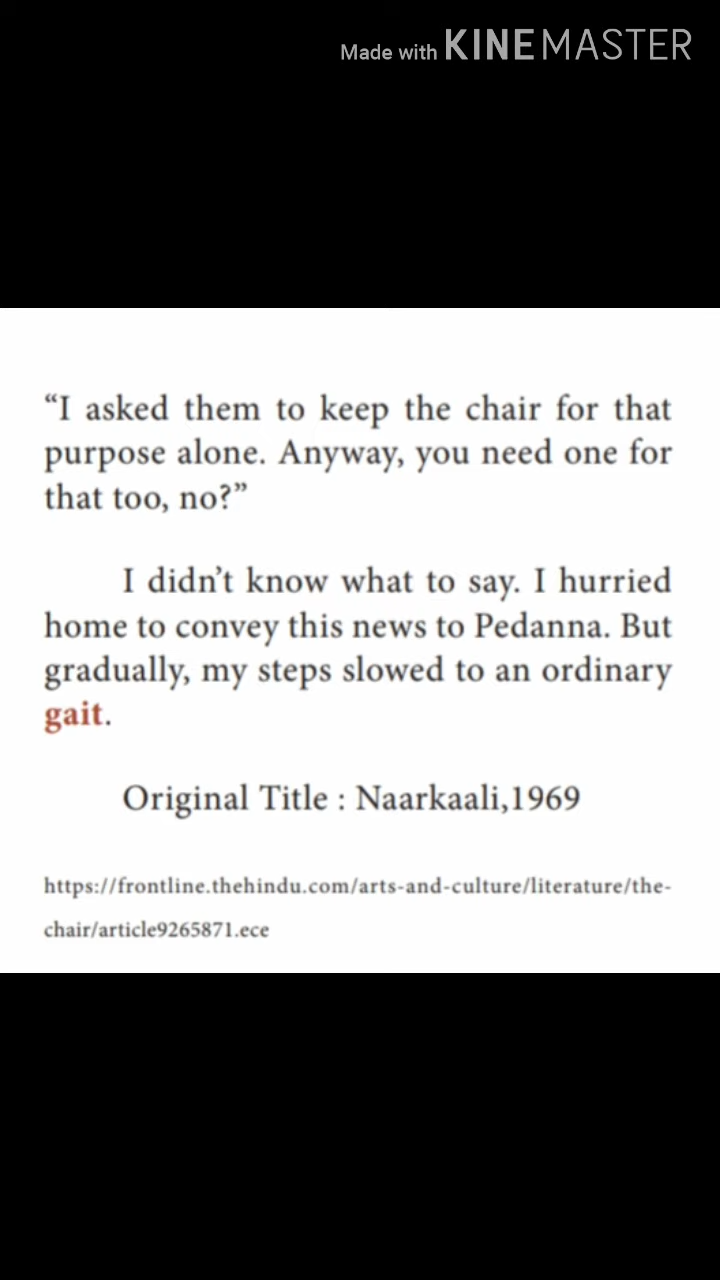 Made with KINEMASTER
“I asked them to keep the chair for that
purpose alone. Anyway, you need one for
that too, no?”
I didn’t know what to say. I hurried
home to convey this news to Pedanna. But
gradually, my steps slowed to an ordinary
gait.
Original Title : Naarkaali,1969
https://frontline.thehindu.com/arts-and-culture/literature/the-
chair/article9265871.ece